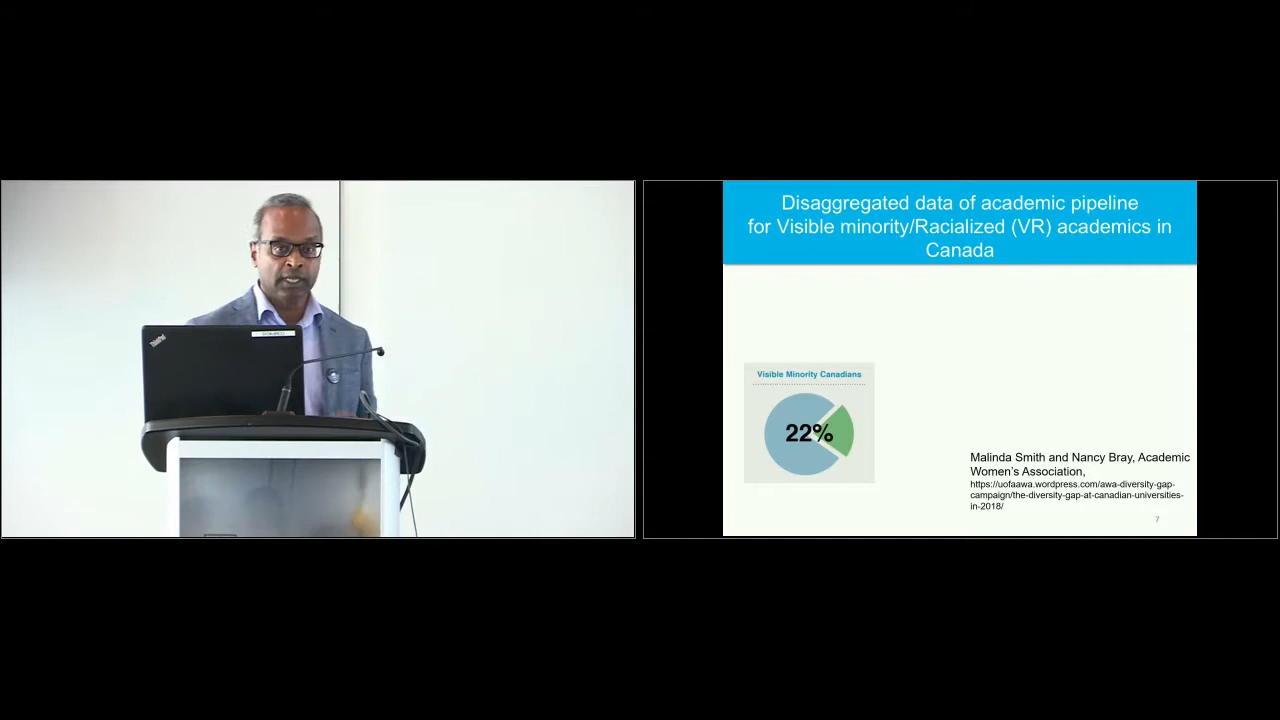 ThinkPad
Disaggregated data of academic pipeline
for Visible minority/Racialized (VR) academics in
Canada
Visible Minority Canadians
22%
Malinda Smith and Nancy Bray, Academic
Women's Association,
https://uofaawa.wordpress.com/awa-diversity-gap-
campaign/the-diversity-gap-at-canadian-universities-
in-2018/
7